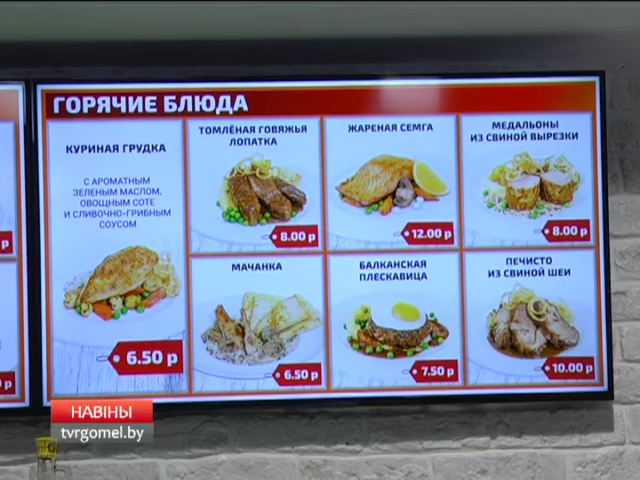 ГОРЯЧИЕ БЛЮДА
КУРИНАЯ ГРУДКА
С АРОМАТНЫМ
ЗЕЛЕНЫМ МАСЛОМ,
ОВОЩНЫМ СОТЕ
И СЛИВОЧНО-ГРИБНЫМ
СОУСОМ
6.50 р
ТОМЛЁНАЯ ГОВЯЖЬЯ
ЛОПАТКА
8.00 р
ЖАРЕНАЯ СЕМГА
12.00 р
МЕДАЛЬОНЫ
ИЗ СВИНОЙ ВЫРЕЗКИ
8.00 р
МАЧАНКА
6.50 р
БАЛКАНСКАЯ
ПЛЕСКАВИЦА
7.50 р
ПЕЧИСТО
ИЗ СВИНОЙ ШЕИ
10.00 р
р
р
НАВІНЫ
tvrgomel.by